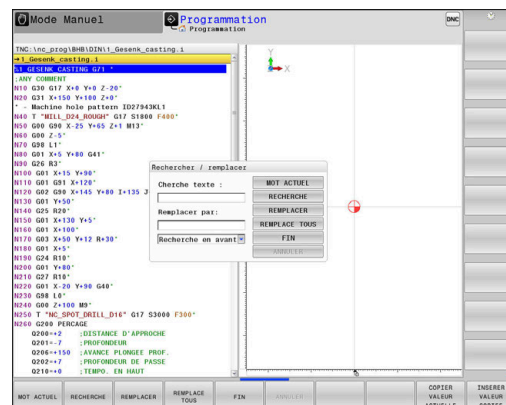 Mode Manuel
Programmation
Programmation
DNC
TNC:\nc_prog\BHB\DIN\1_Gesenk_casting.i
→1_Gesenk_casting.i
%1_GESENK_CASTING G71 *
;ANY COMMENT
N10 G30 G17 X+0 Y+0 Z-20*
N20 G31 X+150 Y+100 Z+0*
* - Machine hole pattern ID27943KL1
N40 T "MILL_D24_ROUGH" G17 S1800 F400*
N50 G00 G90 X-25 Y+65 Z+1 M13*
N60 G00 Z-5*
N70 G98 L1*
N80 G01 X+5 Y+80 G41*
N90 G26 R3*
N100 G01 X+15 Y+90*
N110 G01 G91 X+120*
N120 G02 G90 X+145 Y+80 I+135 J
N130 G01 Y+50*
N140 G25 R20*
N150 G01 X+130 Y+5*
N160 G01 X+100*
N170 G03 X+50 Y+12 R+30*
N180 G01 X+5*
N190 G24 R10*
N200 G01 Y+80*
N210 G27 R10*
N220 G01 X-20 Y+90 G40*
N230 G98 L0*
N240 G00 Z+100 M9*
N250 T "NC_SPOT_DRILL_D16" G17 S3000 F300*
N260 G200 PERCAGE
Q200=+2 ;DISTANCE D'APPROCHE
Q201=-7 ;PROFONDEUR
Q206=+150 ;AVANCE PLONGEE PROF.
Q202=+7 ;PROFONDEUR DE PASSE
Q210=+0 ;TEMPO. EN HAUT
Y
X
Rechercher / remplacer
Cherche texte :
Remplacer par:
Recherche en avant
MOT ACTUEL
RECHERCHE
REMPLACER
REMPLACE TOUS
FIN
ANNULER
MOT ACTUEL
RECHERCHE
REMPLACER
REMPLACE TOUS
FIN
ANNULER
COPIER VALEUR
INSERER VALEUR